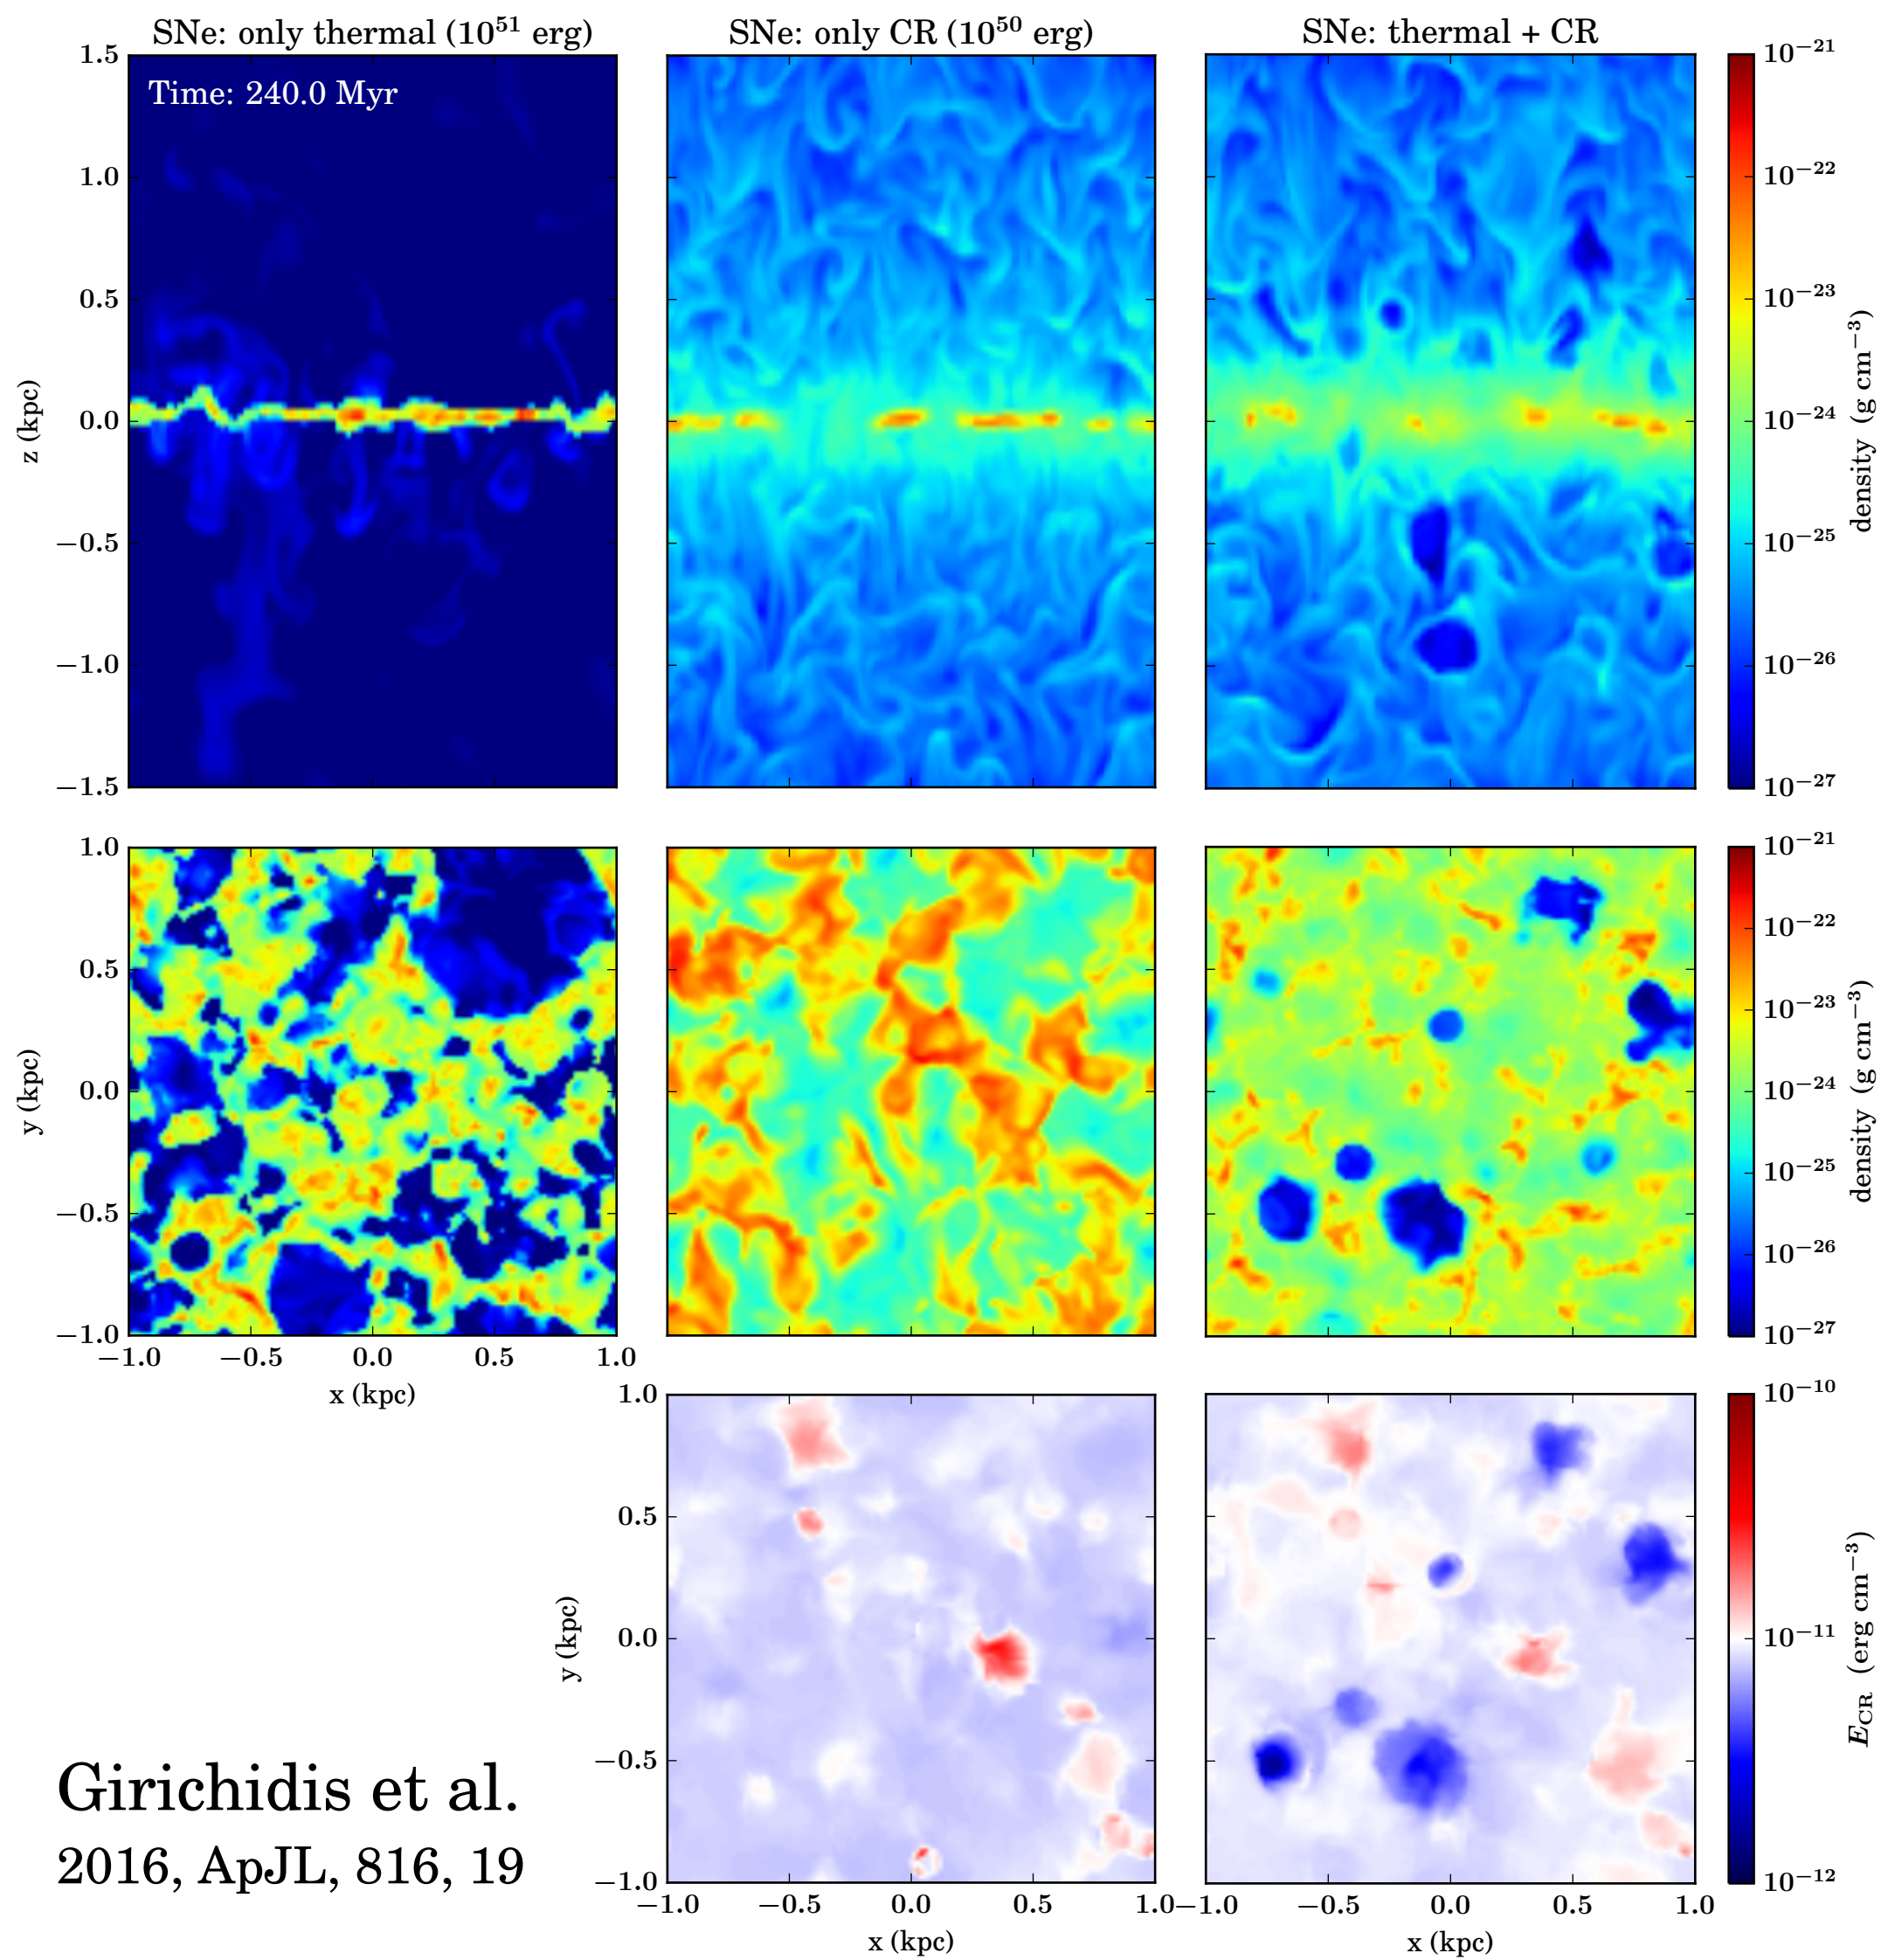 SNe: only thermal (10⁵¹ erg)
SNe: only CR (10⁵⁰ erg)
SNe: thermal + CR
Time: 240.0 Myr
1.5
1.0
0.5
0.0
−0.5
−1.0
−1.5
z (kpc)
10⁻²¹
10⁻²²
10⁻²³
10⁻²⁴
10⁻²⁵
10⁻²⁶
10⁻²⁷
density (g cm⁻³)
1.0
0.5
0.0
−0.5
−1.0
y (kpc)
−1.0 −0.5 0.0 0.5 1.0
x (kpc)
10⁻²¹
10⁻²²
10⁻²³
10⁻²⁴
10⁻²⁵
10⁻²⁶
10⁻²⁷
density (g cm⁻³)
1.0
0.5
0.0
−0.5
−1.0
y (kpc)
−1.0 −0.5 0.0 0.5 1.0
x (kpc)
−1.0 −0.5 0.0 0.5 1.0
x (kpc)
10⁻¹⁰
10⁻¹¹
10⁻¹²
E_CR (erg cm⁻³)
Girichidis et al.
2016, ApJL, 816, 19